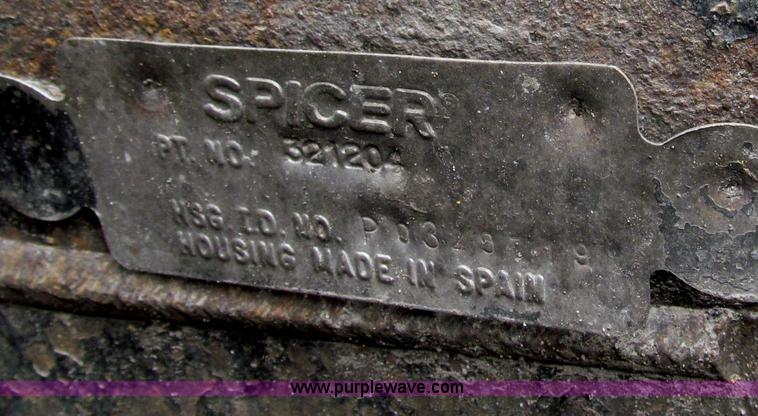 SPICER®
PT. NO. 321204
HSG. I.D. NO.
HOUSING MADE IN SPAIN
www.purplewave.com